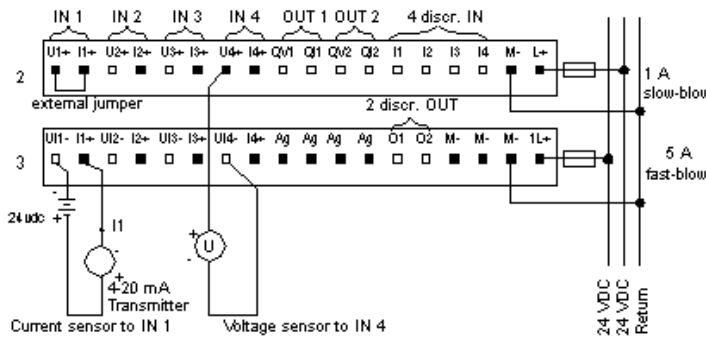 IN 1 IN 2 IN 3 IN 4 OUT 1 OUT 2 4 discr. IN
U1+ I1+ U2+ I2+ U3+ I3+ U4+ I4+ QV1 QI1 QV2 QI2 I1 I2 I3 I4 M- L+
2
1 A
slow-blow
external jumper
2 discr. OUT
UI1- I1+ UI2- I2+ UI3- I3+ UI4- I4+ Ag Ag Ag Ag O1 O2 M- M- M- 1L+
3
5 A
fast-blow
-
24 vdc +
I1
-
+
4-20 mA
Transmitter
+
U
-
Current sensor to IN 1
Voltage sensor to IN 4
24 VDC
24 VDC
Return